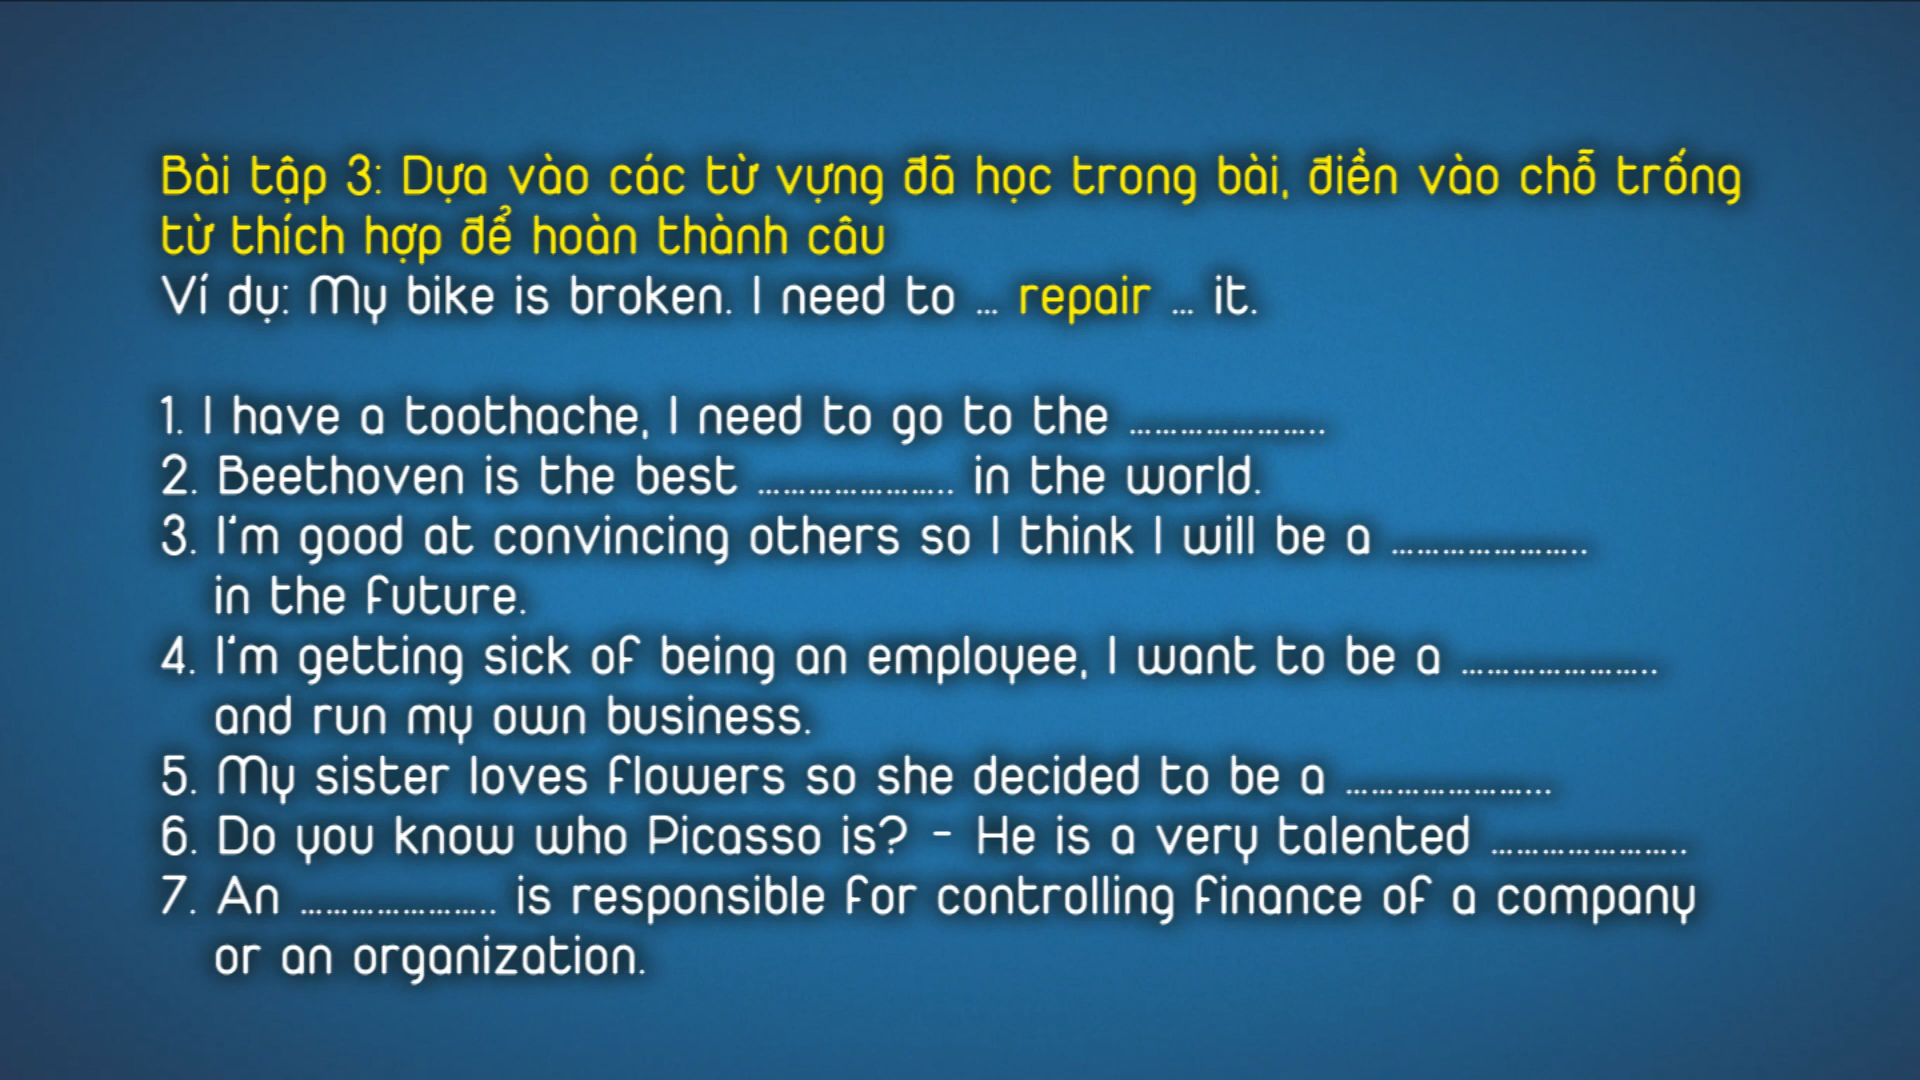 Bài tập 3: Dựa vào các từ vựng đã học trong bài, điền vào chỗ trống
từ thích hợp để hoàn thành câu
Ví dụ: My bike is broken. I need to ... repair ... it.
1. I have a toothache, I need to go to the ....................
2. Beethoven is the best .................... in the world.
3. I'm good at convincing others so I think I will be a ....................
in the future.
4. I'm getting sick of being an employee, I want to be a ....................
and run my own business.
5. My sister loves flowers so she decided to be a .....................
6. Do you know who Picasso is? - He is a very talented ....................
7. An .................... is responsible for controlling finance of a company
or an organization.